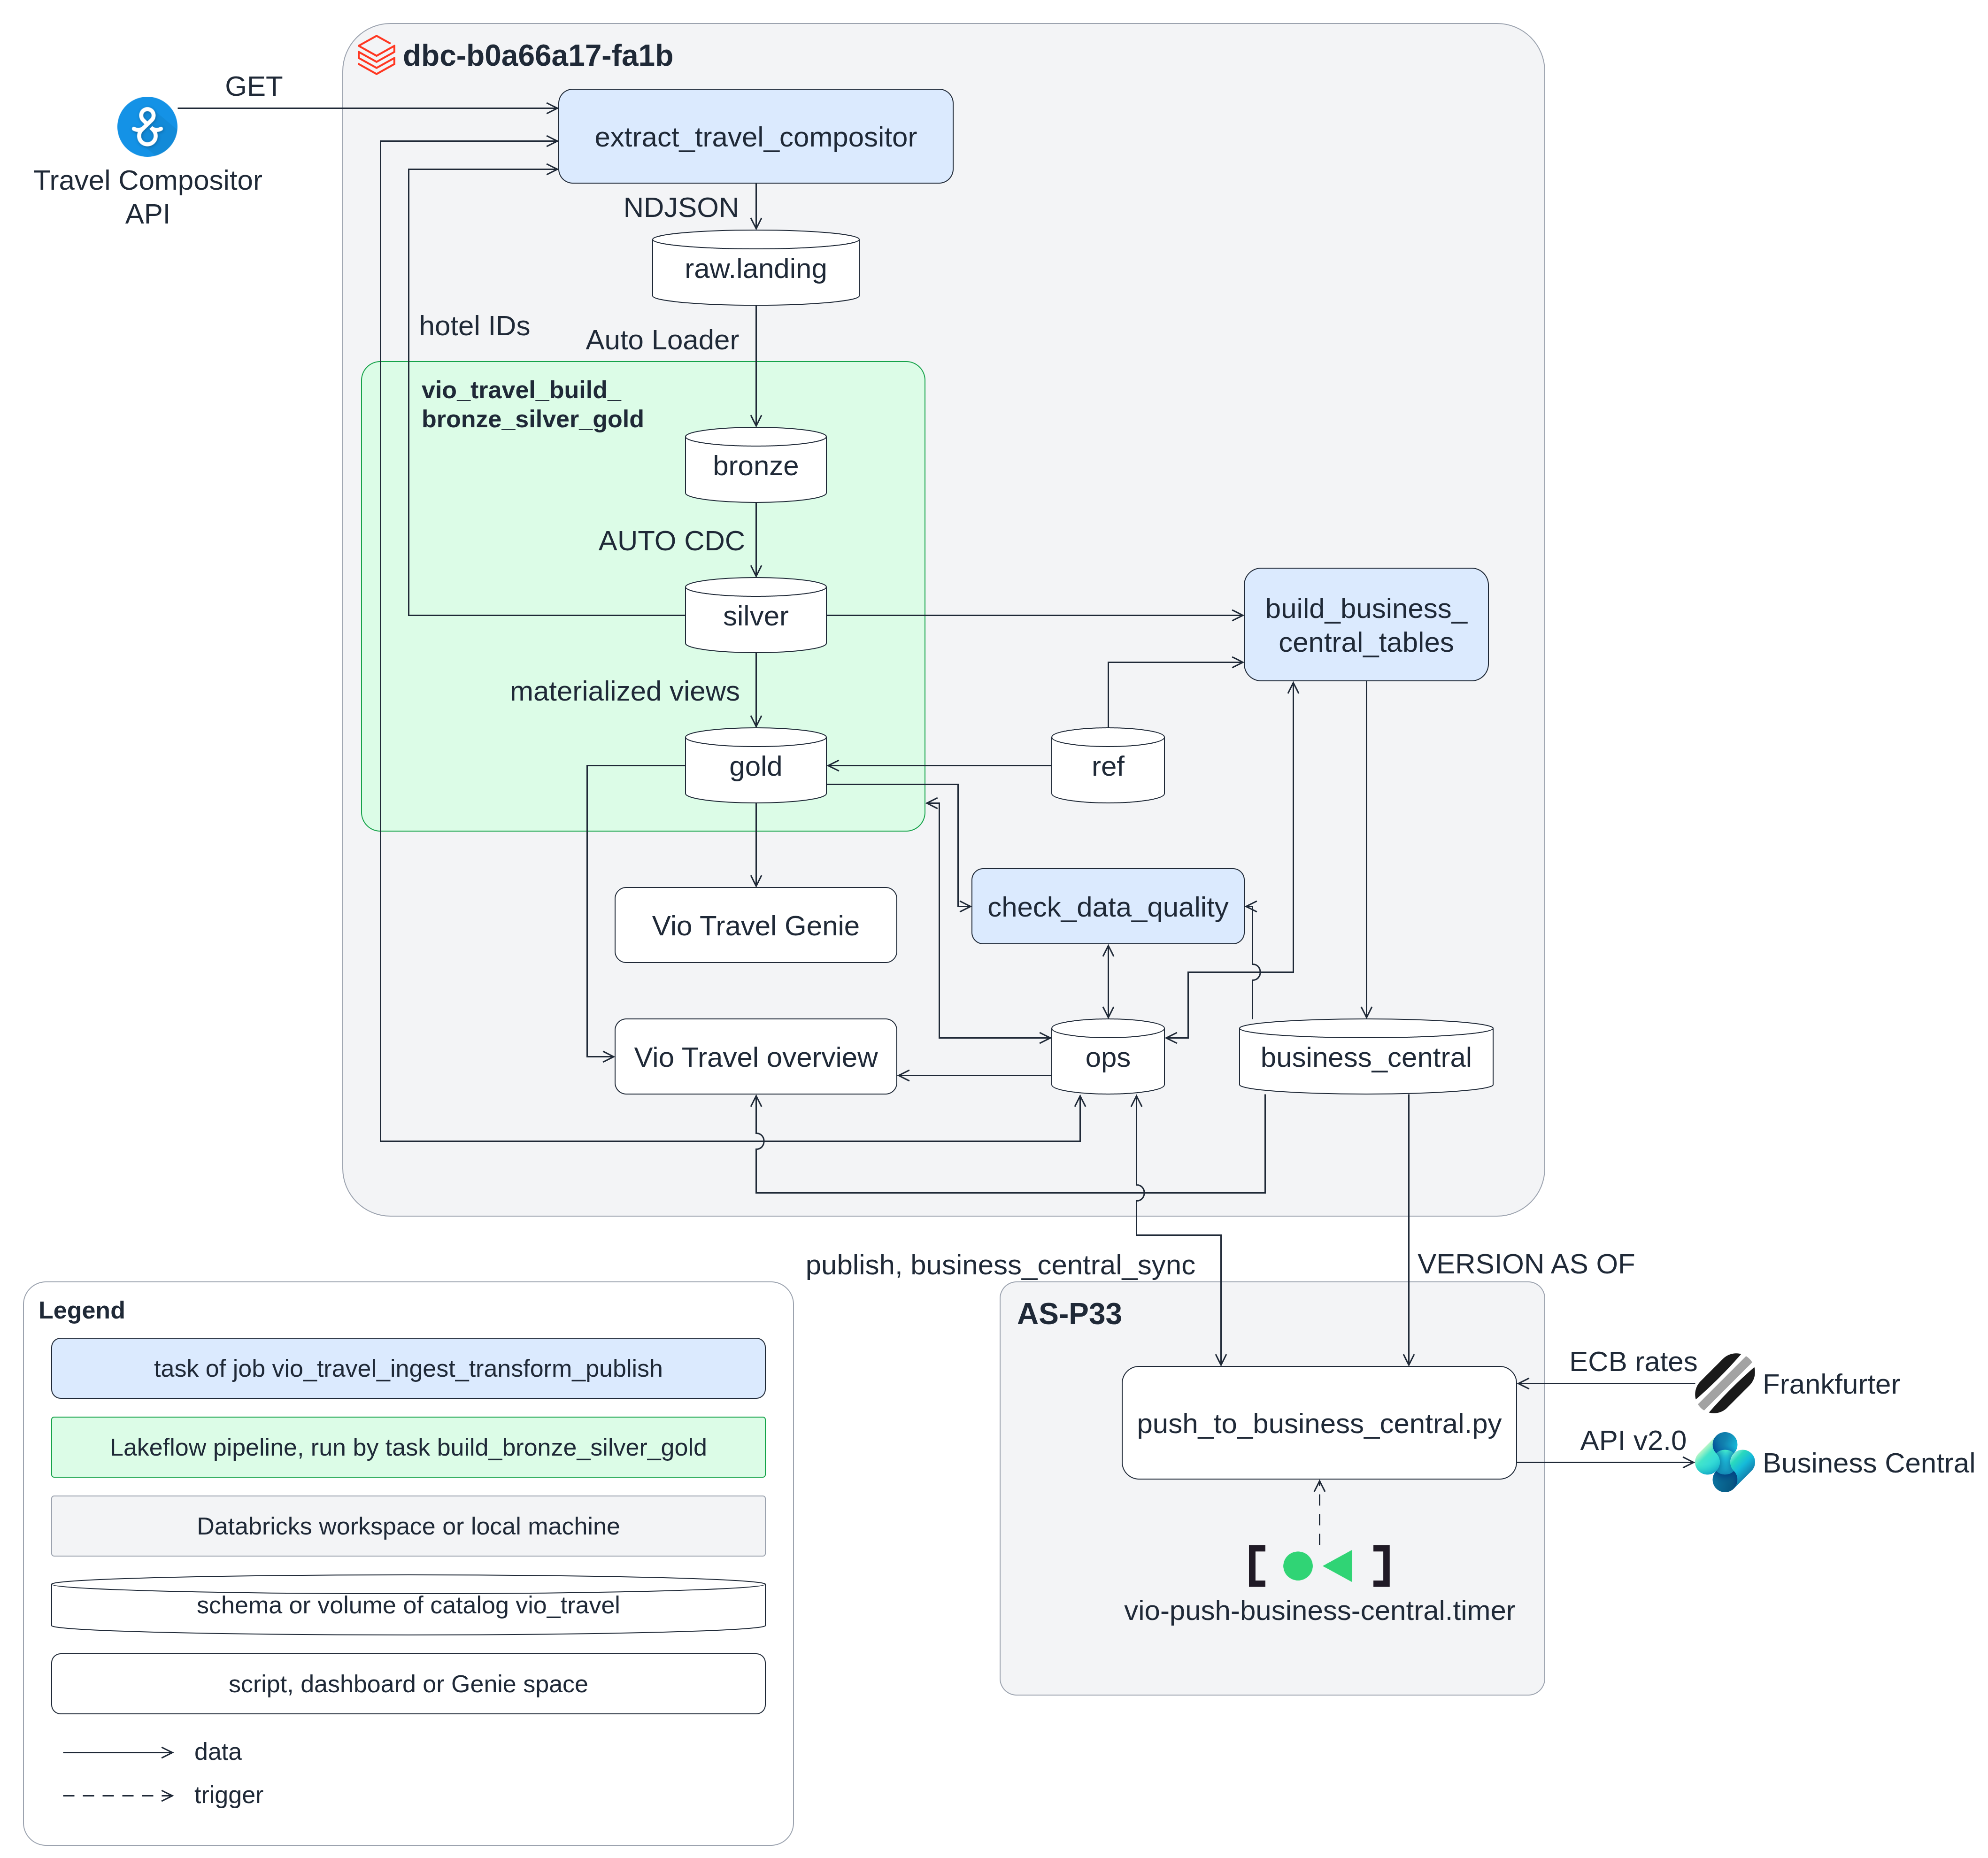 dbc-b0a66a17-fa1b
GET
Travel Compositor
API
extract_travel_compositor
NDJSON
raw.landing
hotel IDs
Auto Loader
vio_travel_build_
bronze_silver_gold
bronze
AUTO CDC
silver
build_business_
central_tables
materialized views
gold
ref
check_data_quality
Vio Travel Genie
Vio Travel overview
ops
business_central
publish, business_central_sync
VERSION AS OF
Legend
task of job vio_travel_ingest_transform_publish
Lakeflow pipeline, run by task build_bronze_silver_gold
Databricks workspace or local machine
schema or volume of catalog vio_travel
script, dashboard or Genie space
data
trigger
AS-P33
push_to_business_central.py
ECB rates
Frankfurter
API v2.0
Business Central
vio-push-business-central.timer